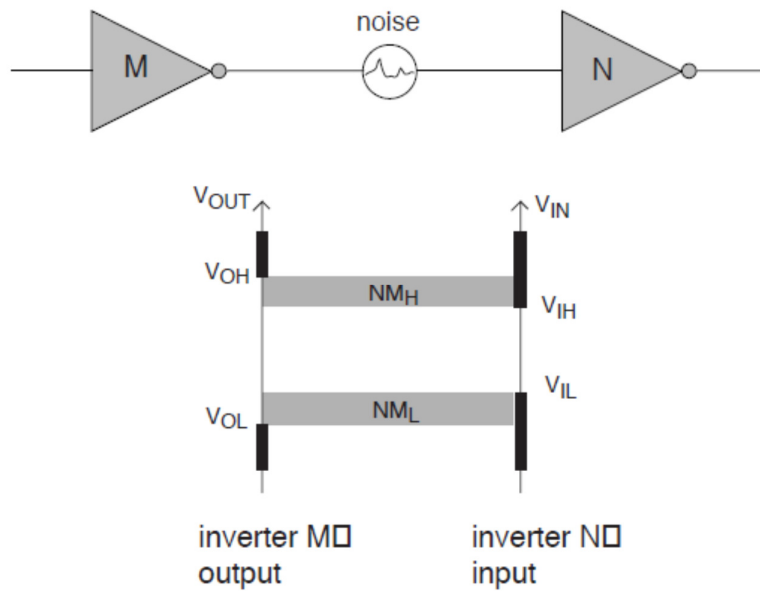 noise
M
N
VOUT
VIN
VOH
NMH
VIH
VIL
VOL
NML
inverter M□
output
inverter N□
input